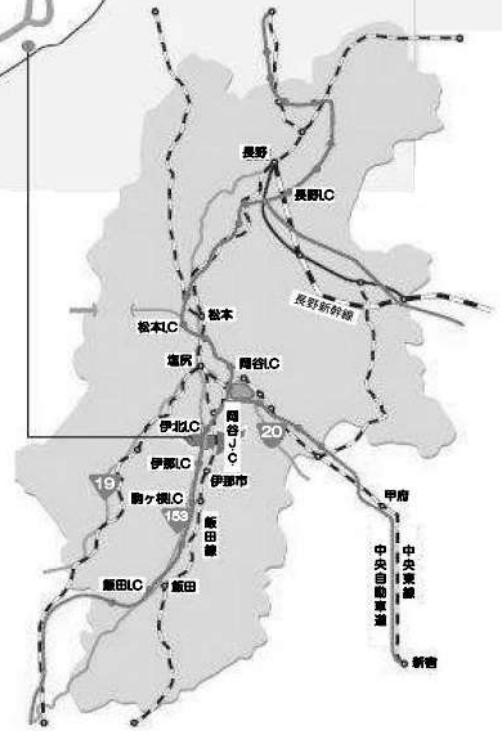 長野
長野I.C
長野新幹線
松本I.C
松本
塩尻
岡谷I.C
伊北I.C
岡谷J.C.
20
伊那I.C
伊那市
19
駒ヶ根I.C
153
飯田線
甲府
飯田I.C
飯田
中央自動車道
中央東線
新宿